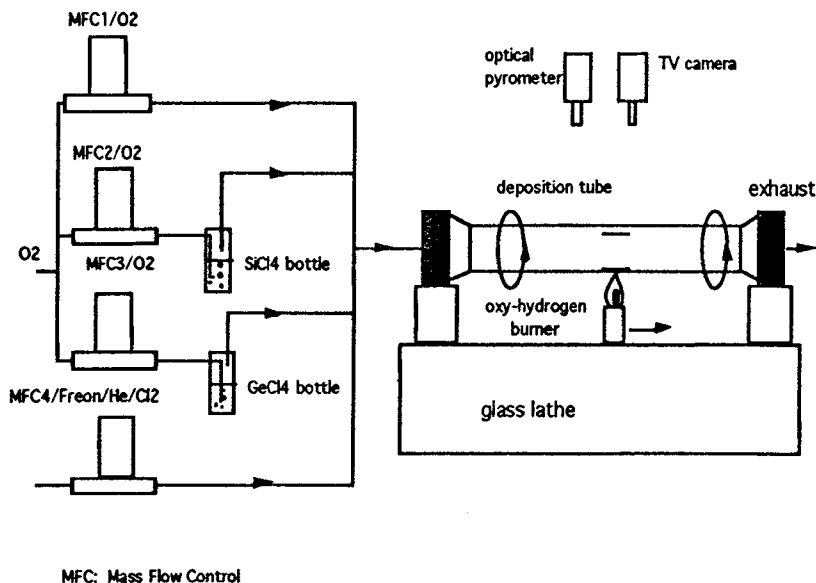 MFC1/O2
optical
pyrometer
TV camera
MFC2/O2
deposition tube
exhaust
O2
MFC3/O2
SiCl4 bottle
oxy-hydrogen
burner
MFC4/Freon/He/Cl2
GeCl4 bottle
glass lathe
MFC: Mass Flow Control